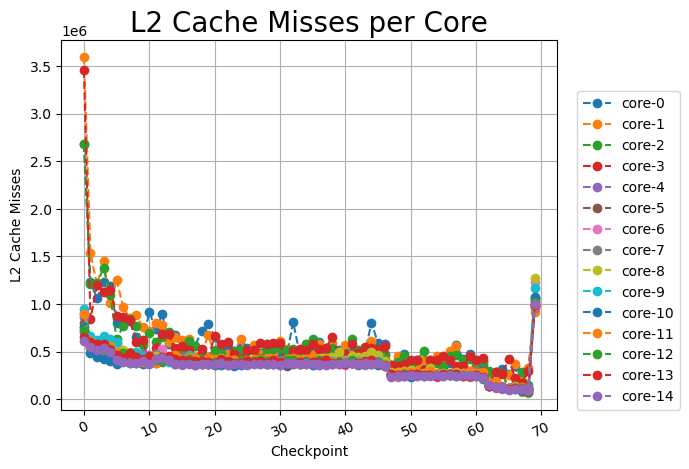 L2 Cache Misses per Core
1e6
3.5
3.0
2.5
2.0
1.5
1.0
0.5
0.0
L2 Cache Misses
0 10 20 30 40 50 60 70
Checkpoint
core-0
core-1
core-2
core-3
core-4
core-5
core-6
core-7
core-8
core-9
core-10
core-11
core-12
core-13
core-14